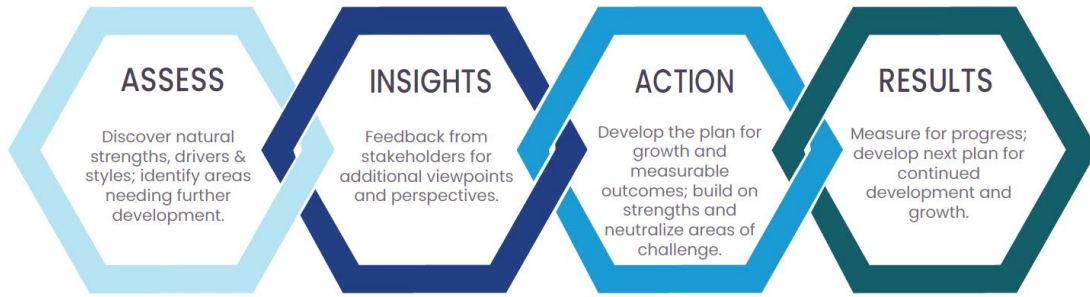 ASSESS
Discover natural
strengths, drivers &
styles; identify areas
needing further
development.
INSIGHTS
Feedback from
stakeholders for
additional viewpoints
and perspectives.
ACTION
Develop the plan for
growth and
measurable
outcomes; build on
strengths and
neutralize areas of
challenge.
RESULTS
Measure for progress;
develop next plan for
continued
development and
growth.